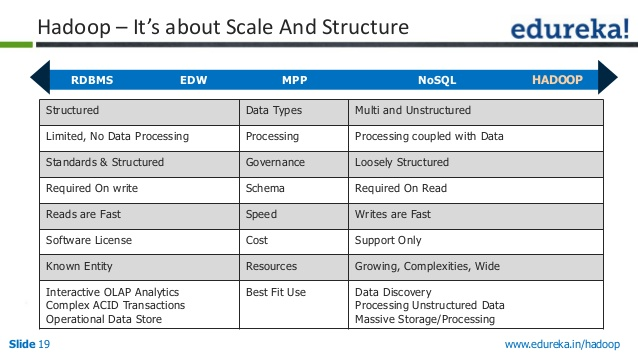 Hadoop – It's about Scale And Structure
edureka!
RDBMS EDW MPP NoSQL HADOOP
Structured Data Types Multi and Unstructured
Limited, No Data Processing Processing Processing coupled with Data
Standards & Structured Governance Loosely Structured
Required On write Schema Required On Read
Reads are Fast Speed Writes are Fast
Software License Cost Support Only
Known Entity Resources Growing, Complexities, Wide
Interactive OLAP Analytics Best Fit Use Data Discovery
Complex ACID Transactions Processing Unstructured Data
Operational Data Store Massive Storage/Processing
Slide 19 www.edureka.in/hadoop